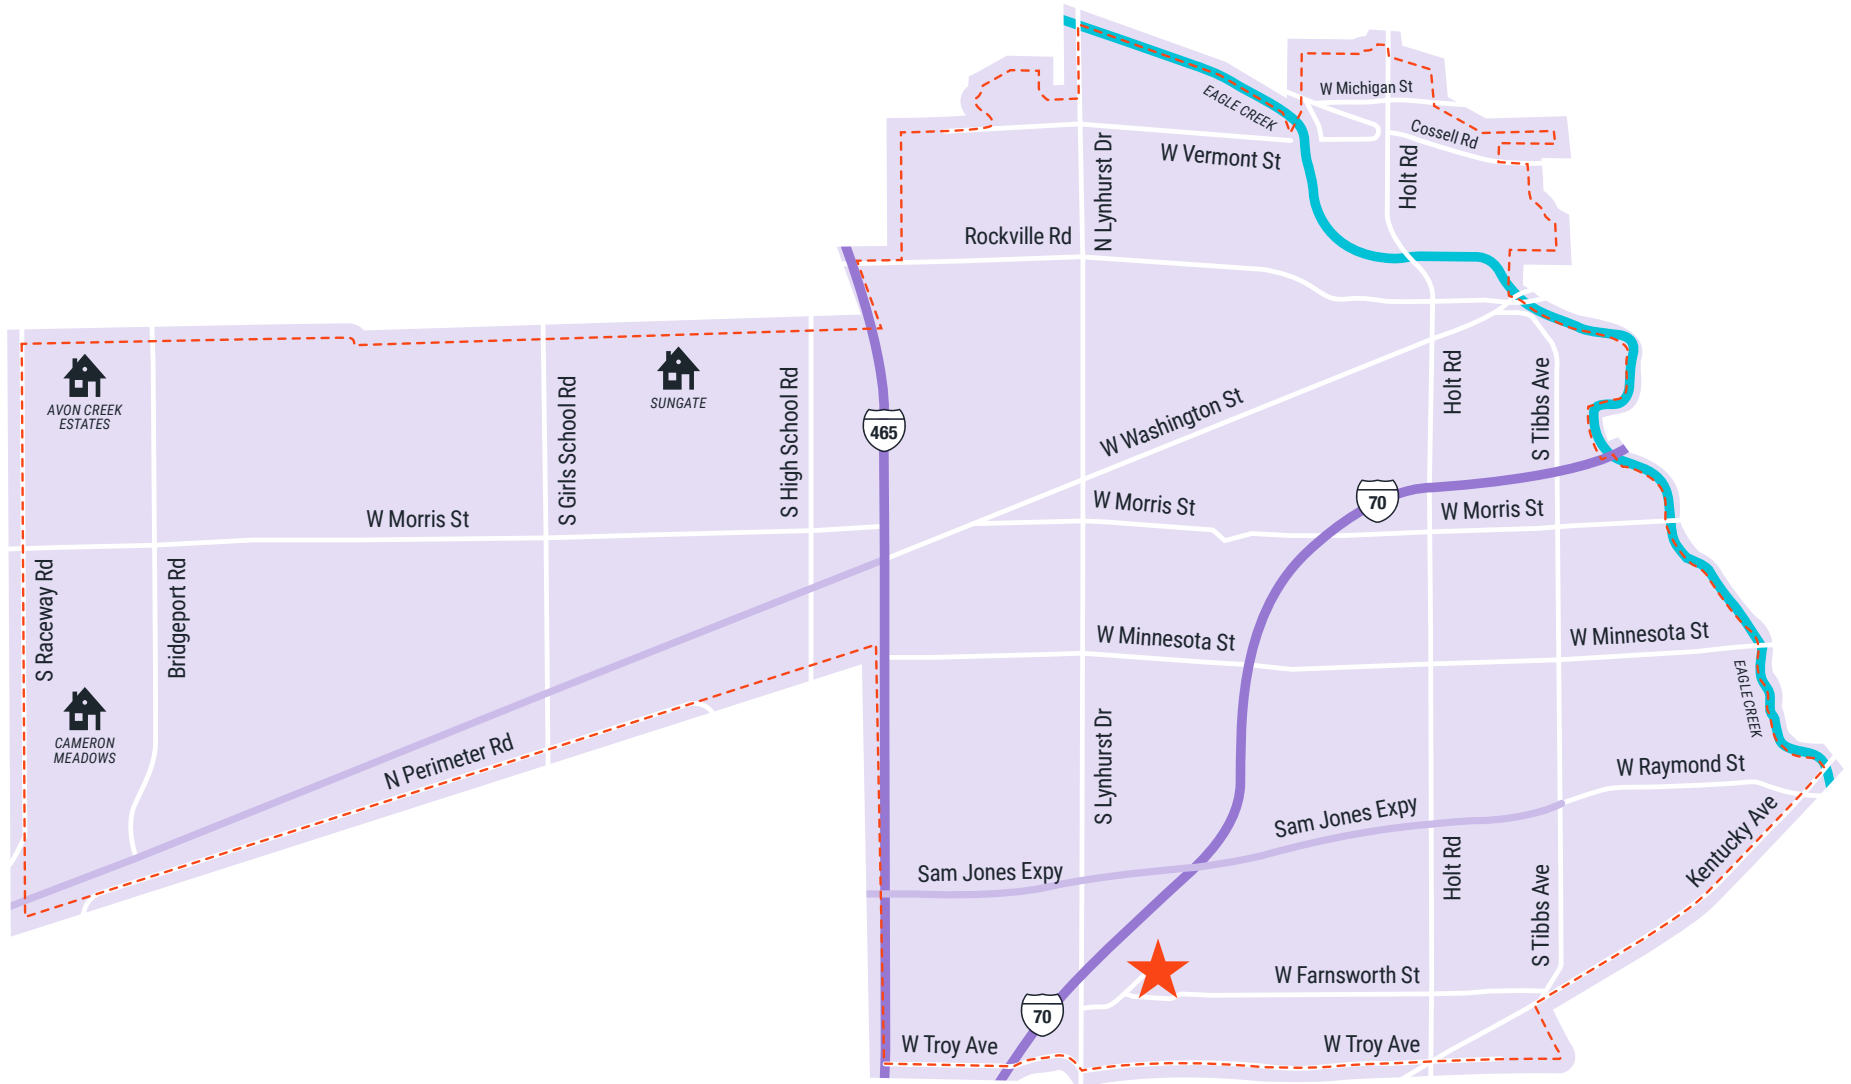 W Michigan St
EAGLE CREEK
Cossell Rd
W Vermont St
N Lynhurst Dr
Holt Rd
Rockville Rd
AVON CREEK
ESTATES
SUNGATE
S Girls School Rd
S High School Rd
465
W Washington St
Holt Rd
S Tibbs Ave
W Morris St
W Morris St
70
W Morris St
S Raceway Rd
Bridgeport Rd
W Minnesota St
W Minnesota St
EAGLE CREEK
CAMERON
MEADOWS
N Perimeter Rd
S Lynhurst Dr
W Raymond St
Sam Jones Expy
Kentucky Ave
Sam Jones Expy
Holt Rd
S Tibbs Ave
W Farnsworth St
70
W Troy Ave
W Troy Ave